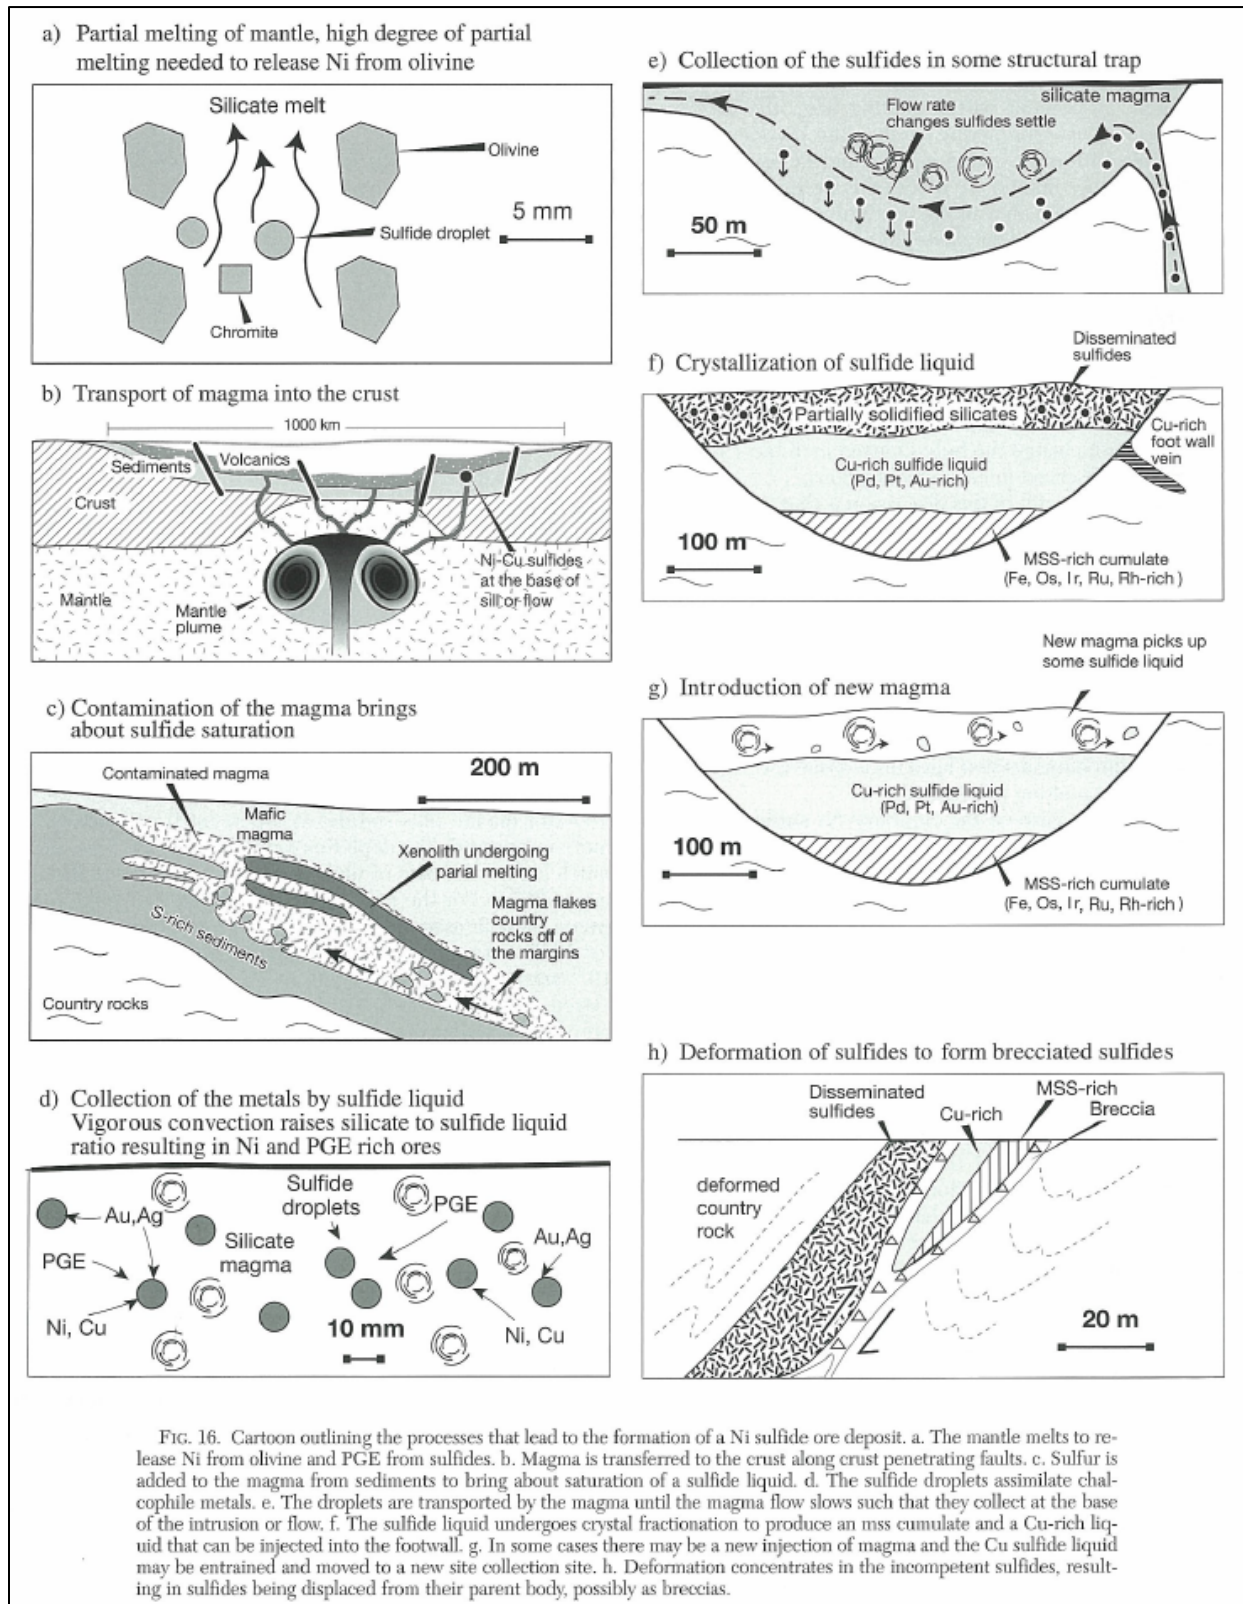 a) Partial melting of mantle, high degree of partial
melting needed to release Ni from olivine
Silicate melt
Olivine
5 mm
Sulfide droplet
Chromite
b) Transport of magma into the crust
1000 km
Sediments
Volcanics
Crust
Ni-Cu sulfides
at the base of
sill or flow
Mantle
Mantle
plume
c) Contamination of the magma brings
about sulfide saturation
Contaminated magma
200 m
Mafic
magma
Xenolith undergoing
parial melting
Magma flakes
country
rocks off of
the margins
S-rich sediments
Country rocks
d) Collection of the metals by sulfide liquid
Vigorous convection raises silicate to sulfide liquid
ratio resulting in Ni and PGE rich ores
Sulfide
droplets
PGE
Au,Ag
Au,Ag
Silicate
magma
PGE
Ni, Cu
10 mm
Ni, Cu
e) Collection of the sulfides in some structural trap
silicate magma
Flow rate
changes sulfides settle
50 m
f) Crystallization of sulfide liquid
Disseminated
sulfides
Partially solidified silicates
Cu-rich
foot wall
vein
Cu-rich sulfide liquid
(Pd, Pt, Au-rich)
100 m
MSS-rich cumulate
(Fe, Os, Ir, Ru, Rh-rich )
New magma picks up
some sulfide liquid
g) Introduction of new magma
Cu-rich sulfide liquid
(Pd, Pt, Au-rich)
100 m
MSS-rich cumulate
(Fe, Os, Ir, Ru, Rh-rich )
h) Deformation of sulfides to form brecciated sulfides
Disseminated
sulfides
Cu-rich
MSS-rich
Breccia
deformed
country
rock
20 m
FIG. 16. Cartoon outlining the processes that lead to the formation of a Ni sulfide ore deposit. a. The mantle melts to re-
lease Ni from olivine and PGE from sulfides. b. Magma is transferred to the crust along crust penetrating faults. c. Sulfur is
added to the magma from sediments to bring about saturation of a sulfide liquid. d. The sulfide droplets assimilate chal-
cophile metals. e. The droplets are transported by the magma until the magma flow slows such that they collect at the base
of the intrusion or flow. f. The sulfide liquid undergoes crystal fractionation to produce an mss cumulate and a Cu-rich liq-
uid that can be injected into the footwall. g. In some cases there may be a new injection of magma and the Cu sulfide liquid
may be entrained and moved to a new site collection site. h. Deformation concentrates in the incompetent sulfides, result-
ing in sulfides being displaced from their parent body, possibly as breccias.